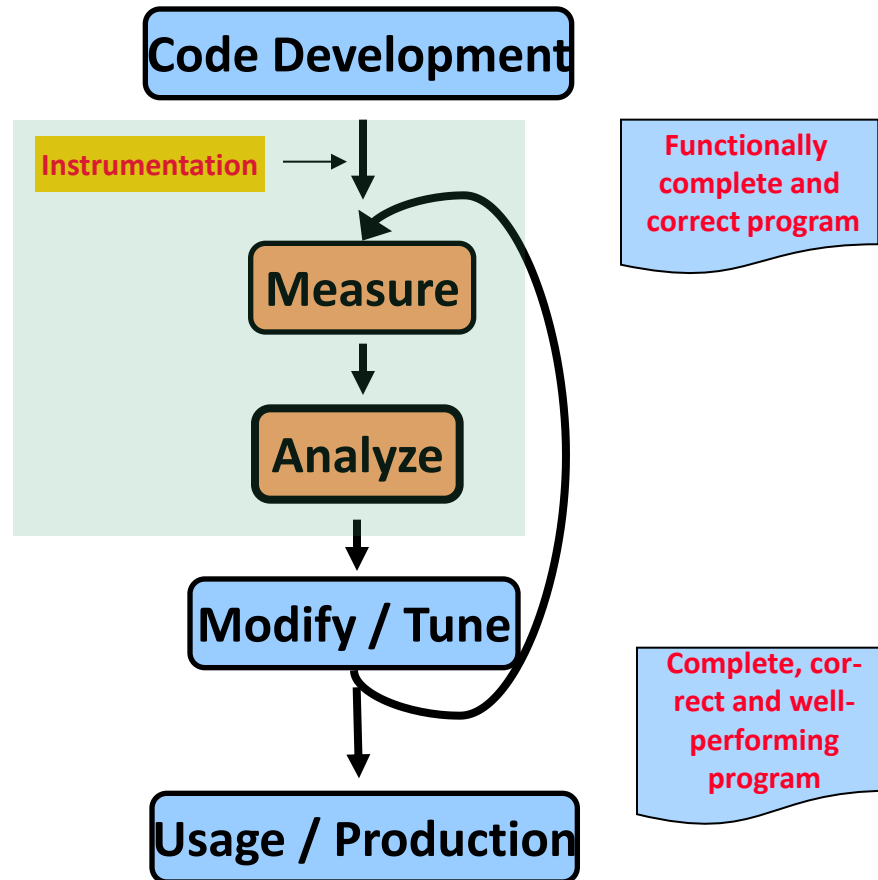 Code Development
Instrumentation
Functionally
complete and
correct program
Measure
Analyze
Modify / Tune
Complete, cor-
rect and well-
performing
program
Usage / Production